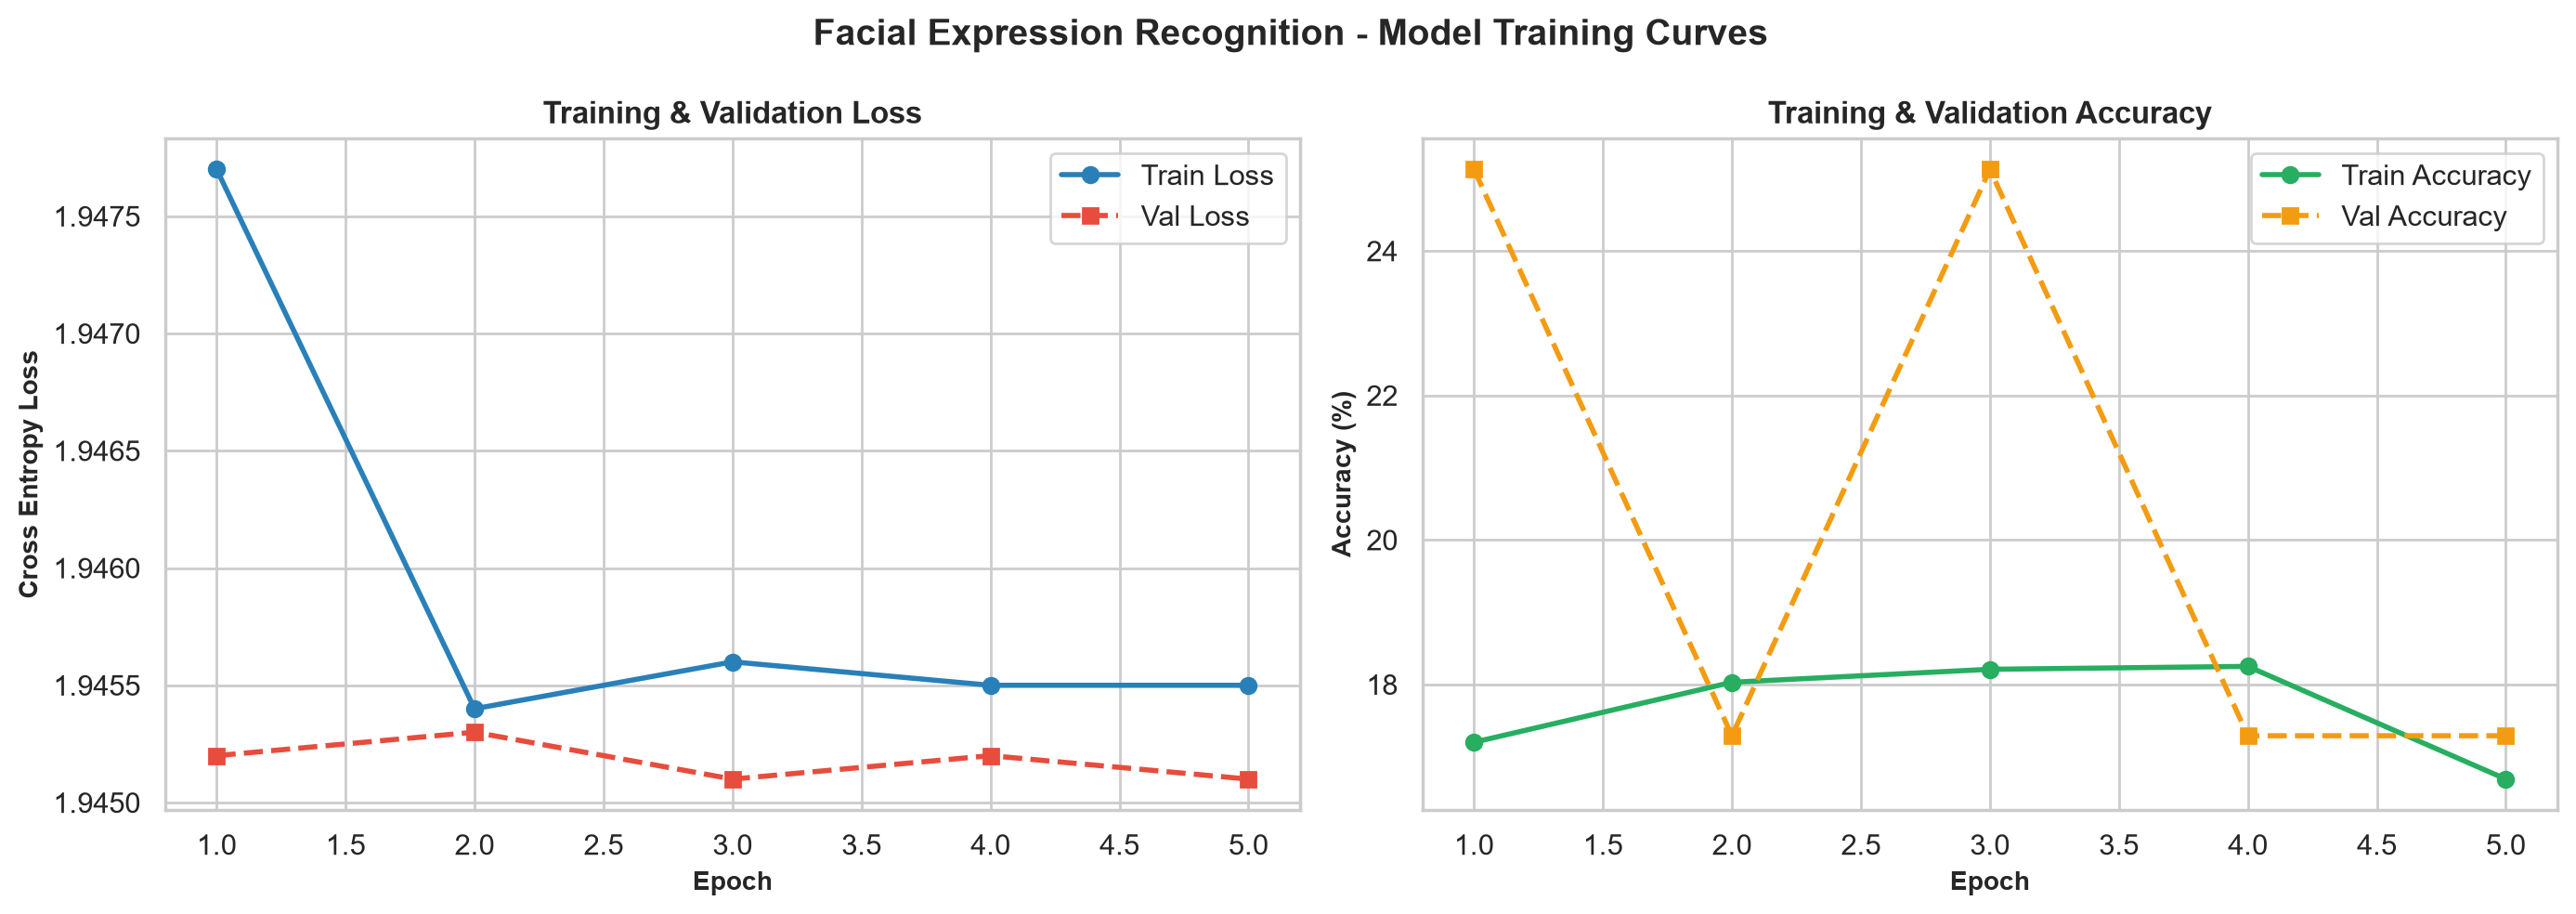 Facial Expression Recognition - Model Training Curves
Training & Validation Loss
Train Loss
Val Loss
1.9475
1.9470
1.9465
1.9460
1.9455
1.9450
Cross Entropy Loss
1.0 1.5 2.0 2.5 3.0 3.5 4.0 4.5 5.0
Epoch
Training & Validation Accuracy
Train Accuracy
Val Accuracy
24
22
20
18
Accuracy (%)
1.0 1.5 2.0 2.5 3.0 3.5 4.0 4.5 5.0
Epoch